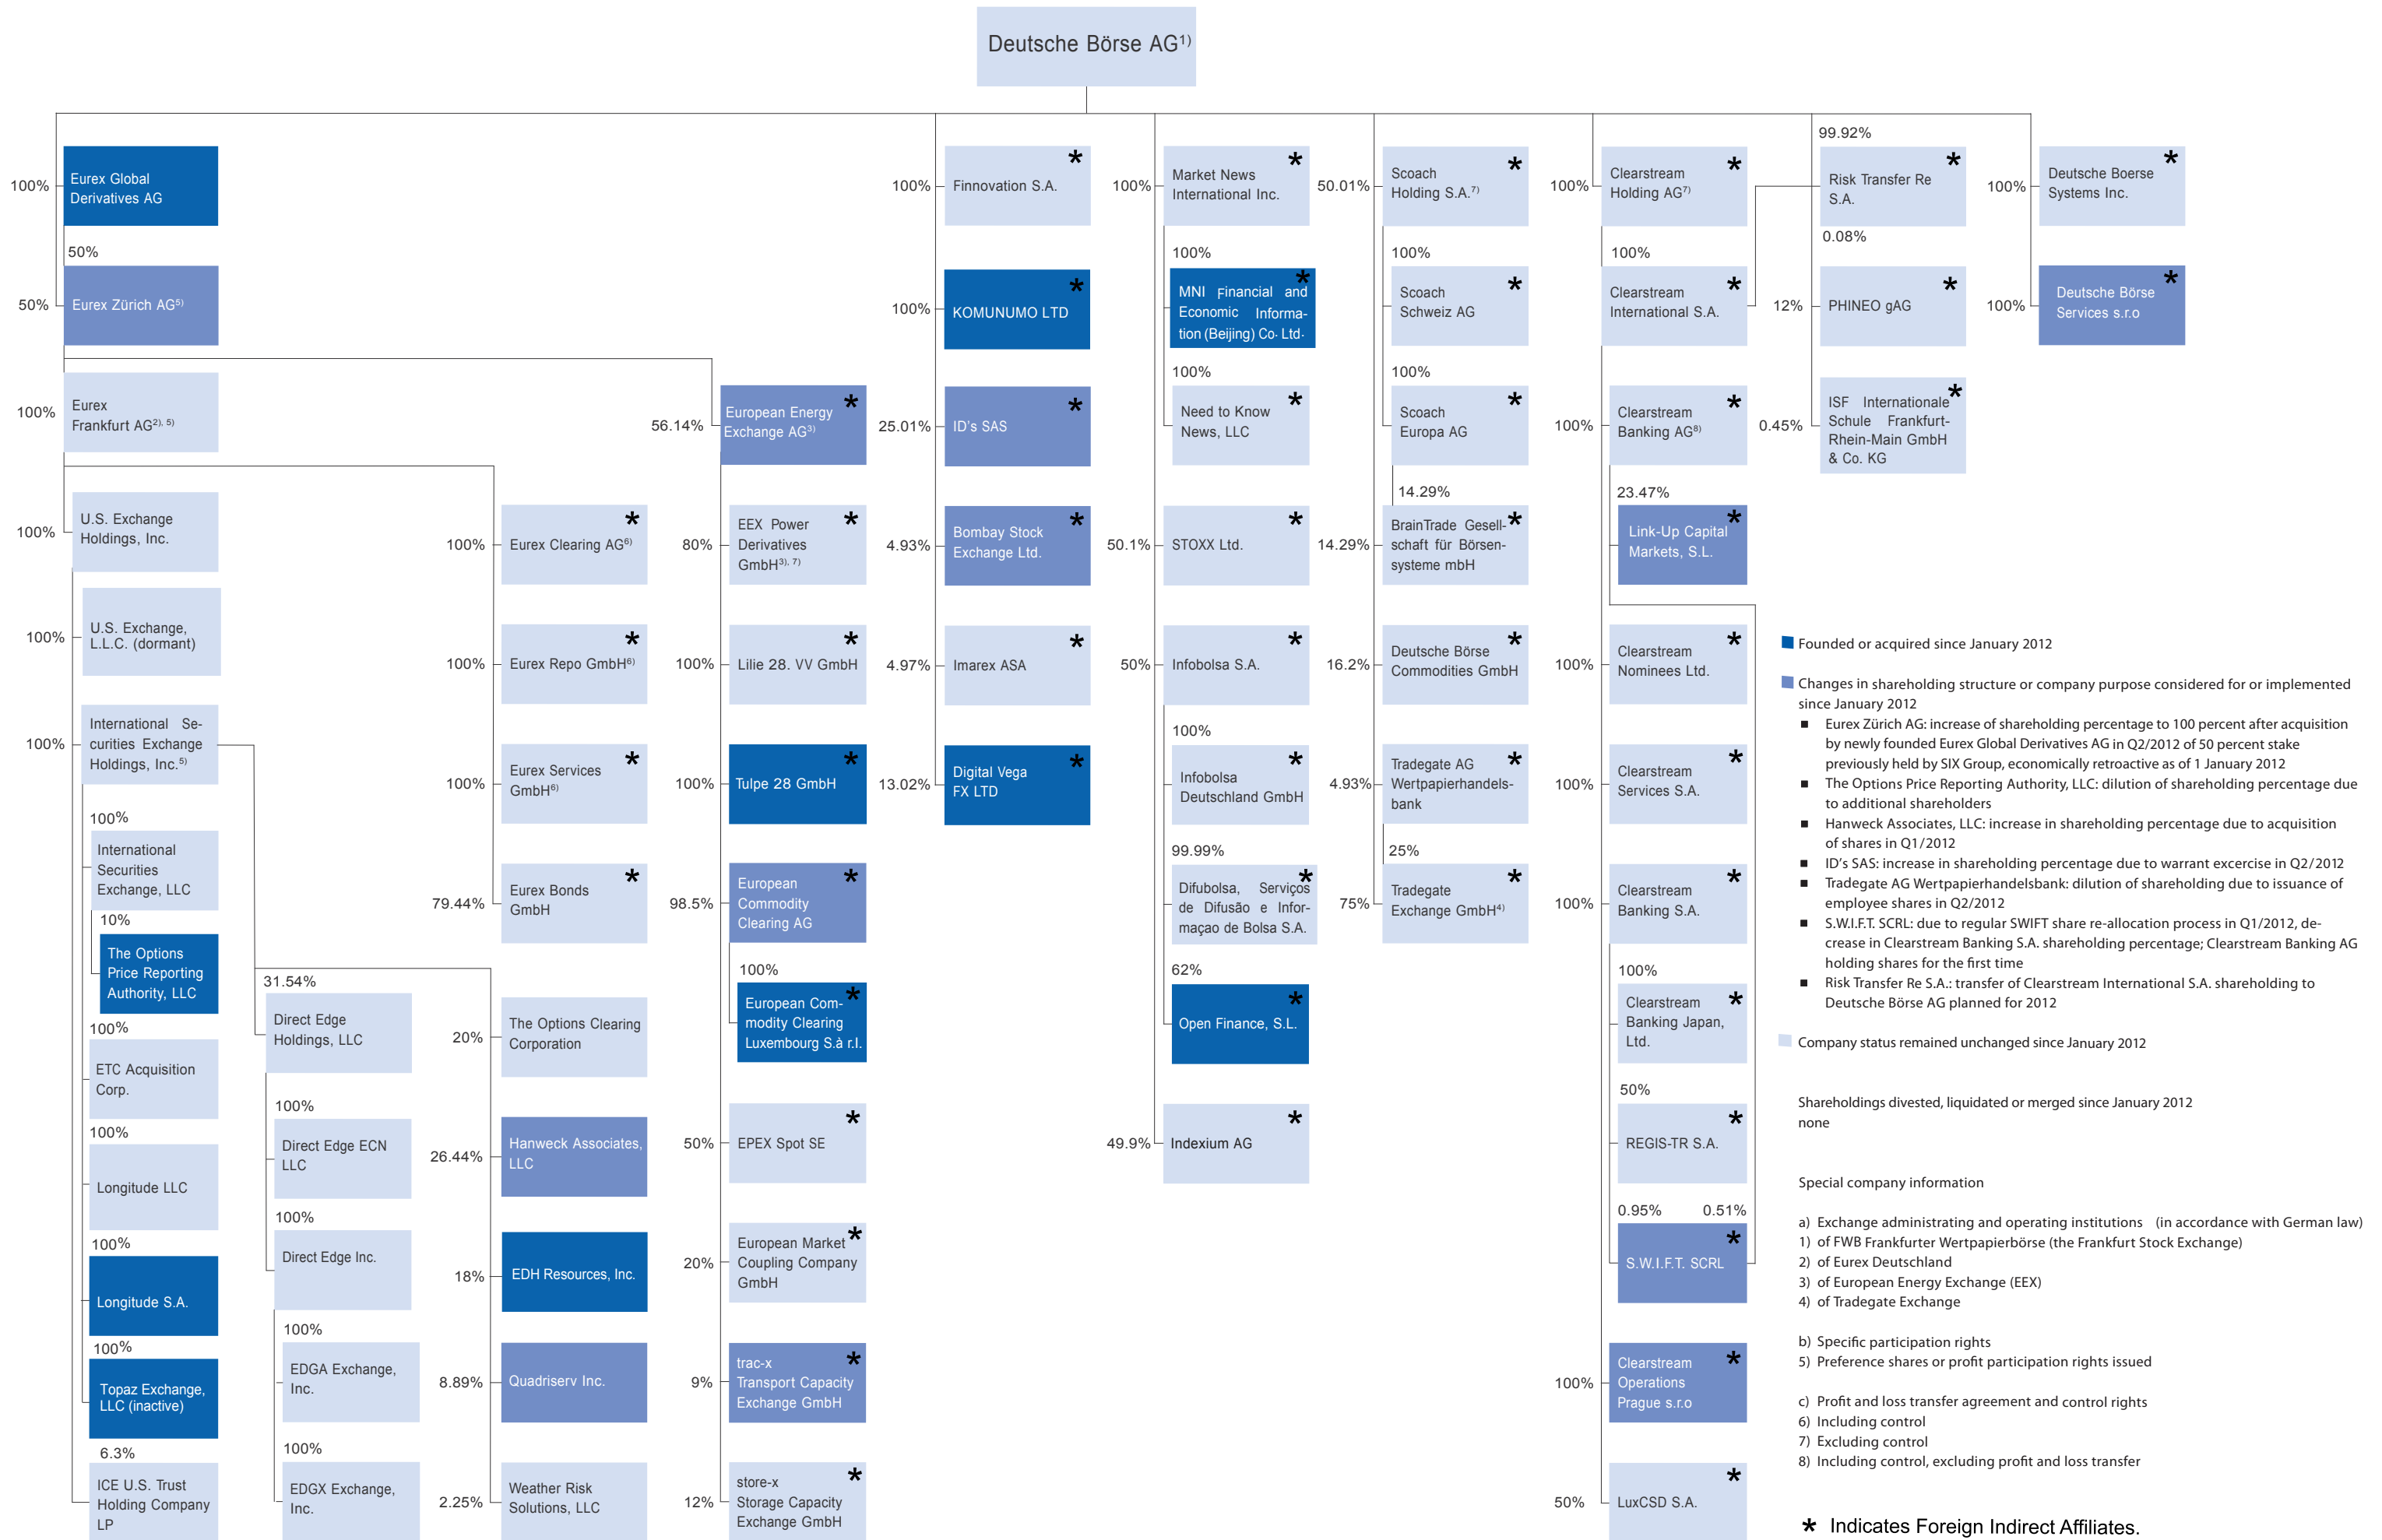 Deutsche Börse AG1)
100%
Eurex Global
Derivatives AG
50%
50%
Eurex Zürich AG5)
100%
Eurex
Frankfurt AG2), 5)
100%
U.S. Exchange
Holdings, Inc.
100%
U.S. Exchange,
L.L.C. (dormant)
100%
International Se-
curities Exchange
Holdings, Inc.5)
100%
International
Securities
Exchange, LLC
10%
The Options
Price Reporting
Authority, LLC
100%
ETC Acquisition
Corp.
100%
Longitude LLC
100%
Longitude S.A.
100%
Topaz Exchange,
LLC (inactive)
6.3%
ICE U.S. Trust
Holding Company
LP
31.54%
Direct Edge
Holdings, LLC
100%
Direct Edge ECN
LLC
100%
Direct Edge Inc.
100%
EDGA Exchange,
Inc.
100%
EDGX Exchange,
Inc.
100%
Eurex Clearing AG6)
*
100%
Eurex Repo GmbH6)
*
100%
Eurex Services
GmbH6)
*
79.44%
Eurex Bonds
GmbH
*
20%
The Options Clearing
Corporation
26.44%
Hanweck Associates,
LLC
18%
EDH Resources, Inc.
8.89%
Quadriserv Inc.
2.25%
Weather Risk
Solutions, LLC
56.14%
European Energy
Exchange AG3)
*
80%
EEX Power
Derivatives
GmbH3), 7)
*
100%
Lilie 28. VV GmbH
*
100%
Tulpe 28 GmbH
*
98.5%
European
Commodity
Clearing AG
*
100%
European Com-
modity Clearing
Luxembourg S.à r.l.
*
50%
EPEX Spot SE
*
20%
European Market
Coupling Company
GmbH
*
9%
trac-x
Transport Capacity
Exchange GmbH
*
12%
store-x
Storage Capacity
Exchange GmbH
*
100%
Finnovation S.A.
*
100%
KOMUNUMO LTD
*
25.01%
ID's SAS
*
4.93%
Bombay Stock
Exchange Ltd.
*
4.97%
Imarex ASA
*
13.02%
Digital Vega
FX LTD
*
100%
Market News
International Inc.
*
100%
MNI Financial and
Economic Informa-
tion (Beijing) Co. Ltd.
*
100%
Need to Know
News, LLC
*
50.1%
STOXX Ltd.
*
50%
Infobolsa S.A.
*
100%
Infobolsa
Deutschland GmbH
*
99.99%
Difubolsa, Serviços
de Difusão e Infor-
maçao de Bolsa S.A.
*
62%
Open Finance, S.L.
*
49.9%
Indexium AG
*
50.01%
Scoach
Holding S.A.7)
*
100%
Scoach
Schweiz AG
*
100%
Scoach
Europa AG
*
14.29%
14.29%
BrainTrade Gesell-
schaft für Börsen-
systeme mbH
*
16.2%
Deutsche Börse
Commodities GmbH
*
4.93%
Tradegate AG
Wertpapierhandels-
bank
*
25%
75%
Tradegate
Exchange GmbH4)
*
100%
Clearstream
Holding AG7)
*
100%
Clearstream
International S.A.
*
100%
Clearstream
Banking AG8)
*
23.47%
Link-Up Capital
Markets, S.L.
*
100%
Clearstream
Nominees Ltd.
*
100%
Clearstream
Services S.A.
*
100%
Clearstream
Banking S.A.
*
100%
Clearstream
Banking Japan,
Ltd.
*
50%
REGIS-TR S.A.
*
0.95% 0.51%
S.W.I.F.T. SCRL
*
100%
Clearstream
Operations
Prague s.r.o
*
50%
LuxCSD S.A.
*
99.92%
Risk Transfer Re
S.A.
*
0.08%
12%
PHINEO gAG
*
0.45%
ISF Internationale
Schule Frankfurt-
Rhein-Main GmbH
& Co. KG
*
100%
Deutsche Boerse
Systems Inc.
*
100%
Deutsche Börse
Services s.r.o
*
Founded or acquired since January 2012
Changes in shareholding structure or company purpose considered for or implemented
since January 2012
■ Eurex Zürich AG: increase of shareholding percentage to 100 percent after acquisition
by newly founded Eurex Global Derivatives AG in Q2/2012 of 50 percent stake
previously held by SIX Group, economically retroactive as of 1 January 2012
■ The Options Price Reporting Authority, LLC: dilution of shareholding percentage due
to additional shareholders
■ Hanweck Associates, LLC: increase in shareholding percentage due to acquisition
of shares in Q1/2012
■ ID's SAS: increase in shareholding percentage due to warrant excercise in Q2/2012
■ Tradegate AG Wertpapierhandelsbank: dilution of shareholding due to issuance of
employee shares in Q2/2012
■ S.W.I.F.T. SCRL: due to regular SWIFT share re-allocation process in Q1/2012, de-
crease in Clearstream Banking S.A. shareholding percentage; Clearstream Banking AG
holding shares for the first time
■ Risk Transfer Re S.A.: transfer of Clearstream International S.A. shareholding to
Deutsche Börse AG planned for 2012
Company status remained unchanged since January 2012
Shareholdings divested, liquidated or merged since January 2012
none
Special company information
a) Exchange administrating and operating institutions (in accordance with German law)
1) of FWB Frankfurter Wertpapierbörse (the Frankfurt Stock Exchange)
2) of Eurex Deutschland
3) of European Energy Exchange (EEX)
4) of Tradegate Exchange
b) Specific participation rights
5) Preference shares or profit participation rights issued
c) Profit and loss transfer agreement and control rights
6) Including control
7) Excluding control
8) Including control, excluding profit and loss transfer
* Indicates Foreign Indirect Affiliates.